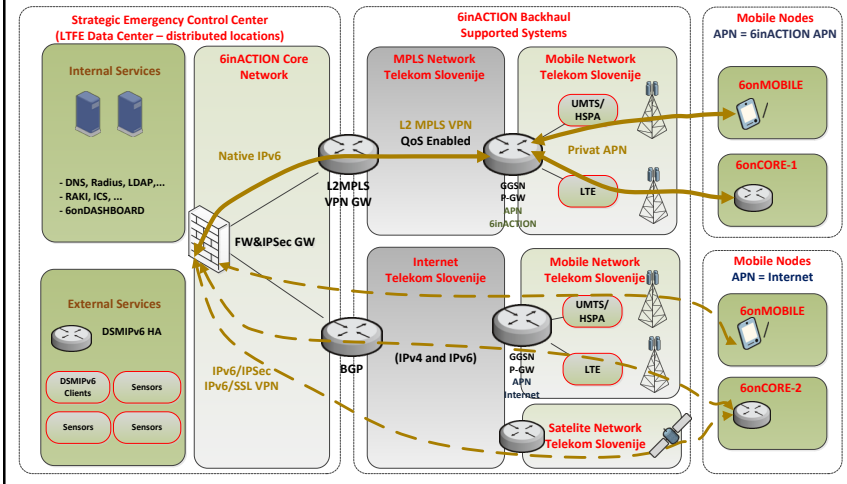 Strategic Emergency Control Center
(LTFE Data Center – distributed locations)
Internal Services
- DNS, Radius, LDAP,...
- RAKI, ICS, ...
- 6onDASHBOARD
External Services
DSMIPv6 HA
DSMIPv6
Clients
Sensors
Sensors
Sensors
6inACTION Core
Network
Native IPv6
L2MPLS
VPN GW
FW&IPSec GW
BGP
IPv6/IPSec
IPv6/SSL VPN
6inACTION Backhaul
Supported Systems
MPLS Network
Telekom Slovenije
L2 MPLS VPN
QoS Enabled
Mobile Network
Telekom Slovenije
UMTS/
HSPA
Privat APN
LTE
GGSN
P-GW
APN
6inACTION
Internet
Telekom Slovenije
(IPv4 and IPv6)
Mobile Network
Telekom Slovenije
UMTS/
HSPA
LTE
GGSN
P-GW
APN
Internet
Satelite Network
Telekom Slovenije
Mobile Nodes
APN = 6inACTION APN
6onMOBILE
/
6onCORE-1
Mobile Nodes
APN = Internet
6onMOBILE
/
6onCORE-2